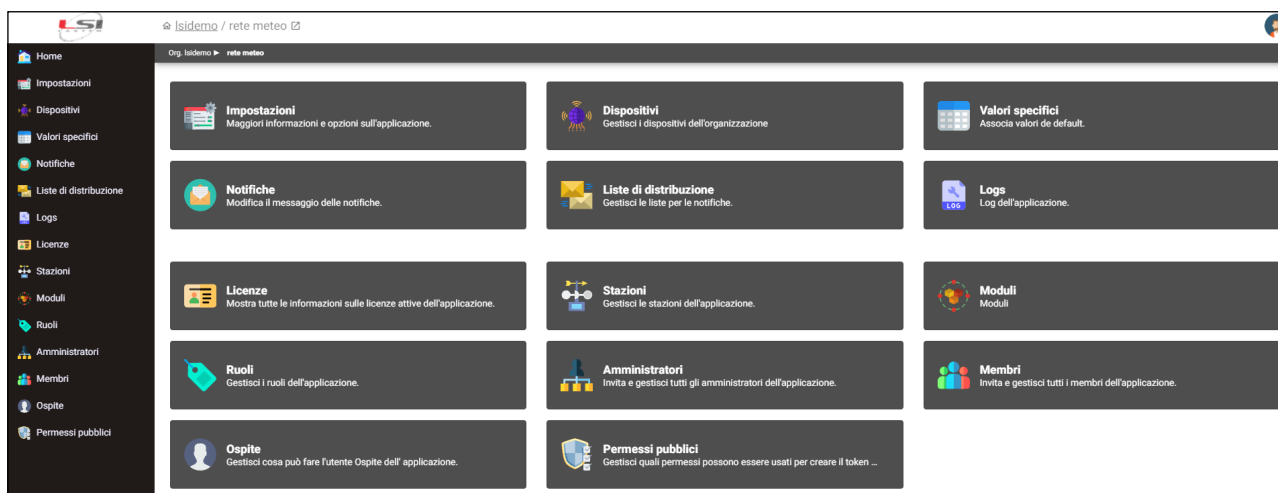 LSI
lsidemo / rete meteo
Org. lsidemo ► rete meteo
Home
Impostazioni
Dispositivi
Valori specifici
Notifiche
Liste di distribuzione
Logs
Licenze
Stazioni
Moduli
Ruoli
Amministratori
Membri
Ospite
Permessi pubblici
Impostazioni
Maggiori informazioni e opzioni sull'applicazione.
Dispositivi
Gestisci i dispositivi dell'organizzazione
Valori specifici
Associa valori de default.
Notifiche
Modifica il messaggio delle notifiche.
Liste di distribuzione
Gestisci le liste per le notifiche.
LOG
Logs
Log dell'applicazione.
Licenze
Mostra tutte le informazioni sulle licenze attive dell'applicazione.
Stazioni
Gestisci le stazioni dell'applicazione.
Moduli
Moduli
Ruoli
Gestisci i ruoli dell'applicazione.
Amministratori
Invita e gestisci tutti gli amministratori dell'applicazione.
Membri
Invita e gestisci tutti i membri dell'applicazione.
Ospite
Gestisci cosa può fare l'utente Ospite dell' applicazione.
Permessi pubblici
Gestisci quali permessi possono essere usati per creare il token ...